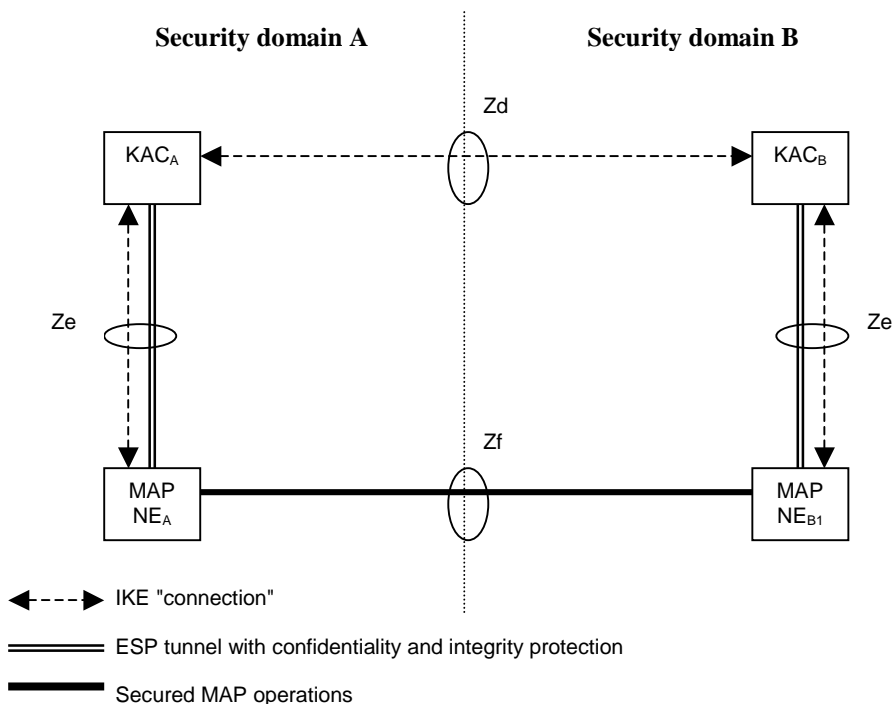 Security domain A
Security domain B
Zd
KACA
KACB
Ze
Ze
Zf
MAP
NEA
MAP
NEB1
IKE "connection"
ESP tunnel with confidentiality and integrity protection
Secured MAP operations